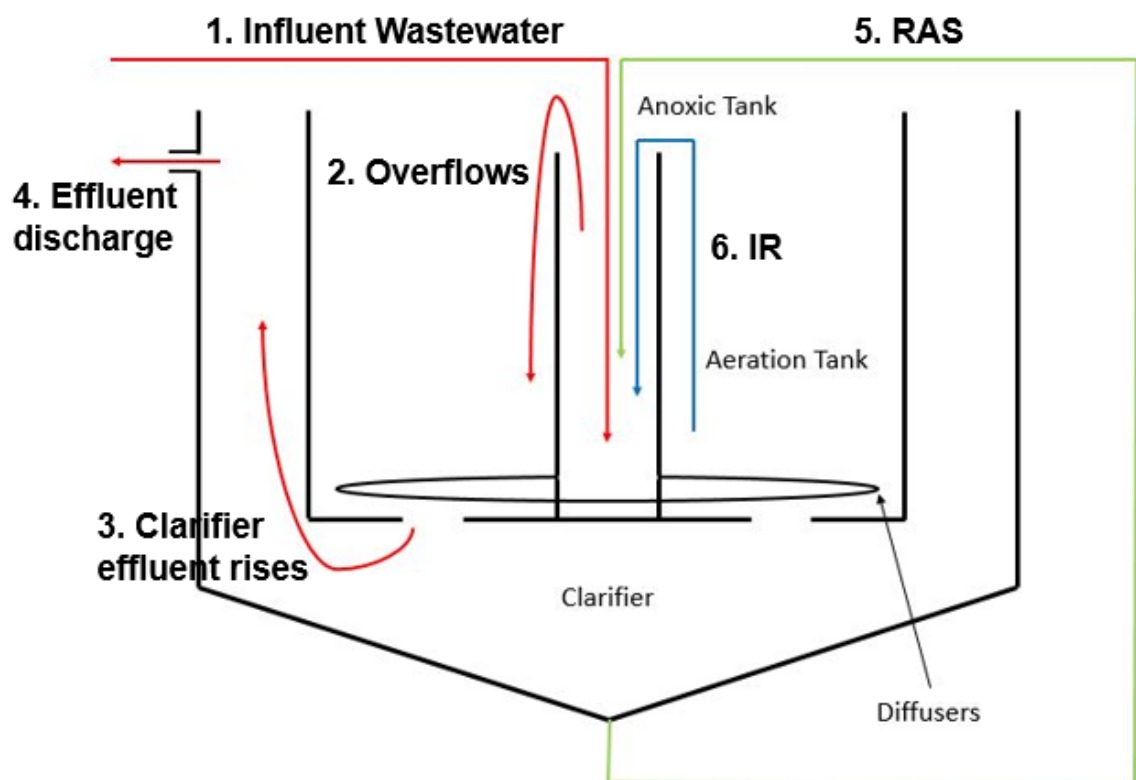 1. Influent Wastewater
5. RAS
Anoxic Tank
2. Overflows
4. Effluent
discharge
6. IR
Aeration Tank
3. Clarifier
effluent rises
Clarifier
Diffusers